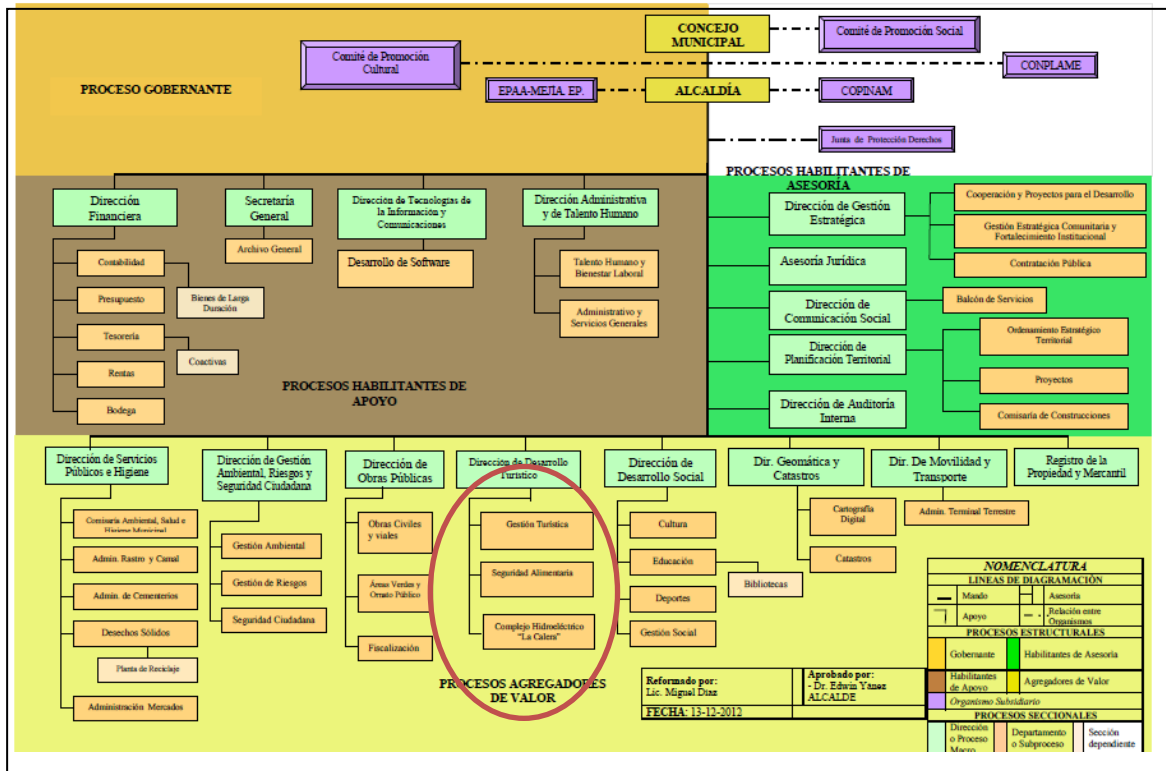 CONCEJO
MUNICIPAL
Comité de Promoción Social
Comité de Promoción
Cultural
CONPLAME
PROCESO GOBERNANTE
EPAA-MEJÍA. EP.
ALCALDÍA
COPINAM
Junta de Protección Derechos
PROCESOS HABILITANTES DE
ASESORÍA
Dirección
Financiera
Secretaría
General
Dirección de Tecnologías de
la Información y
Comunicaciones
Dirección Administrativa
y de Talento Humano
Contabilidad
Presupuesto
Tesorería
Rentas
Bodega
Bienes de Larga
Duración
Coactivas
Archivo General
Desarrollo de Software
Talento Humano y
Bienestar Laboral
Administrativo y
Servicios Generales
PROCESOS HABILITANTES DE
APOYO
Dirección de Gestión
Estratégica
Cooperación y Proyectos para el Desarrollo
Gestión Estratégica Comunitaria y
Fortalecimiento Institucional
Contratación Pública
Asesoría Jurídica
Dirección de
Comunicación Social
Balcón de Servicios
Dirección de
Planificación Territorial
Ordenamiento Estratégico
Territorial
Proyectos
Comisaría de Construcciones
Dirección de Auditoría
Interna
Dirección de Servicios
Públicos e Higiene
Comisaría Ambiental, Salud e
Higiene Municipal
Admin. Rastro y Camal
Admin. de Cementerios
Desechos Sólidos
Planta de Reciclaje
Administración Mercados
Dirección de Gestión
Ambiental, Riesgos y
Seguridad Ciudadana
Gestión Ambiental
Gestión de Riesgos
Seguridad Ciudadana
Dirección de
Obras Públicas
Obras Civiles
y viales
Áreas Verdes y
Ornato Público
Fiscalización
Dirección de Desarrollo
Turístico
Gestión Turística
Seguridad Alimentaria
Complejo Hidroeléctrico
"La Calera"
Dirección de
Desarrollo Social
Cultura
Educación
Bibliotecas
Deportes
Gestión Social
Dir. Geomática y
Catastros
Cartografía
Digital
Catastros
Dir. De Movilidad y
Transporte
Admin. Terminal Terrestre
Registro de la
Propiedad y Mercantil
PROCESOS AGREGADORES
DE VALOR
Reformado por:
Lic. Miguel Díaz
Aprobado por:
- Dr. Edwin Yánez
ALCALDE
FECHA: 13-12-2012
NOMENCLATURA
LINEAS DE DIAGRAMACIÓN
Mando
Asesoría
Apoyo
Relación entre
Organismos
PROCESOS ESTRUCTURALES
Gobernante
Habilitantes de Asesoría
Habilitantes
de Apoyo
Agregadores de Valor
Organismo Subsidiario
PROCESOS SECCIONALES
Dirección
o Proceso
Macro
Departamento
o Subproceso
Sección
dependiente